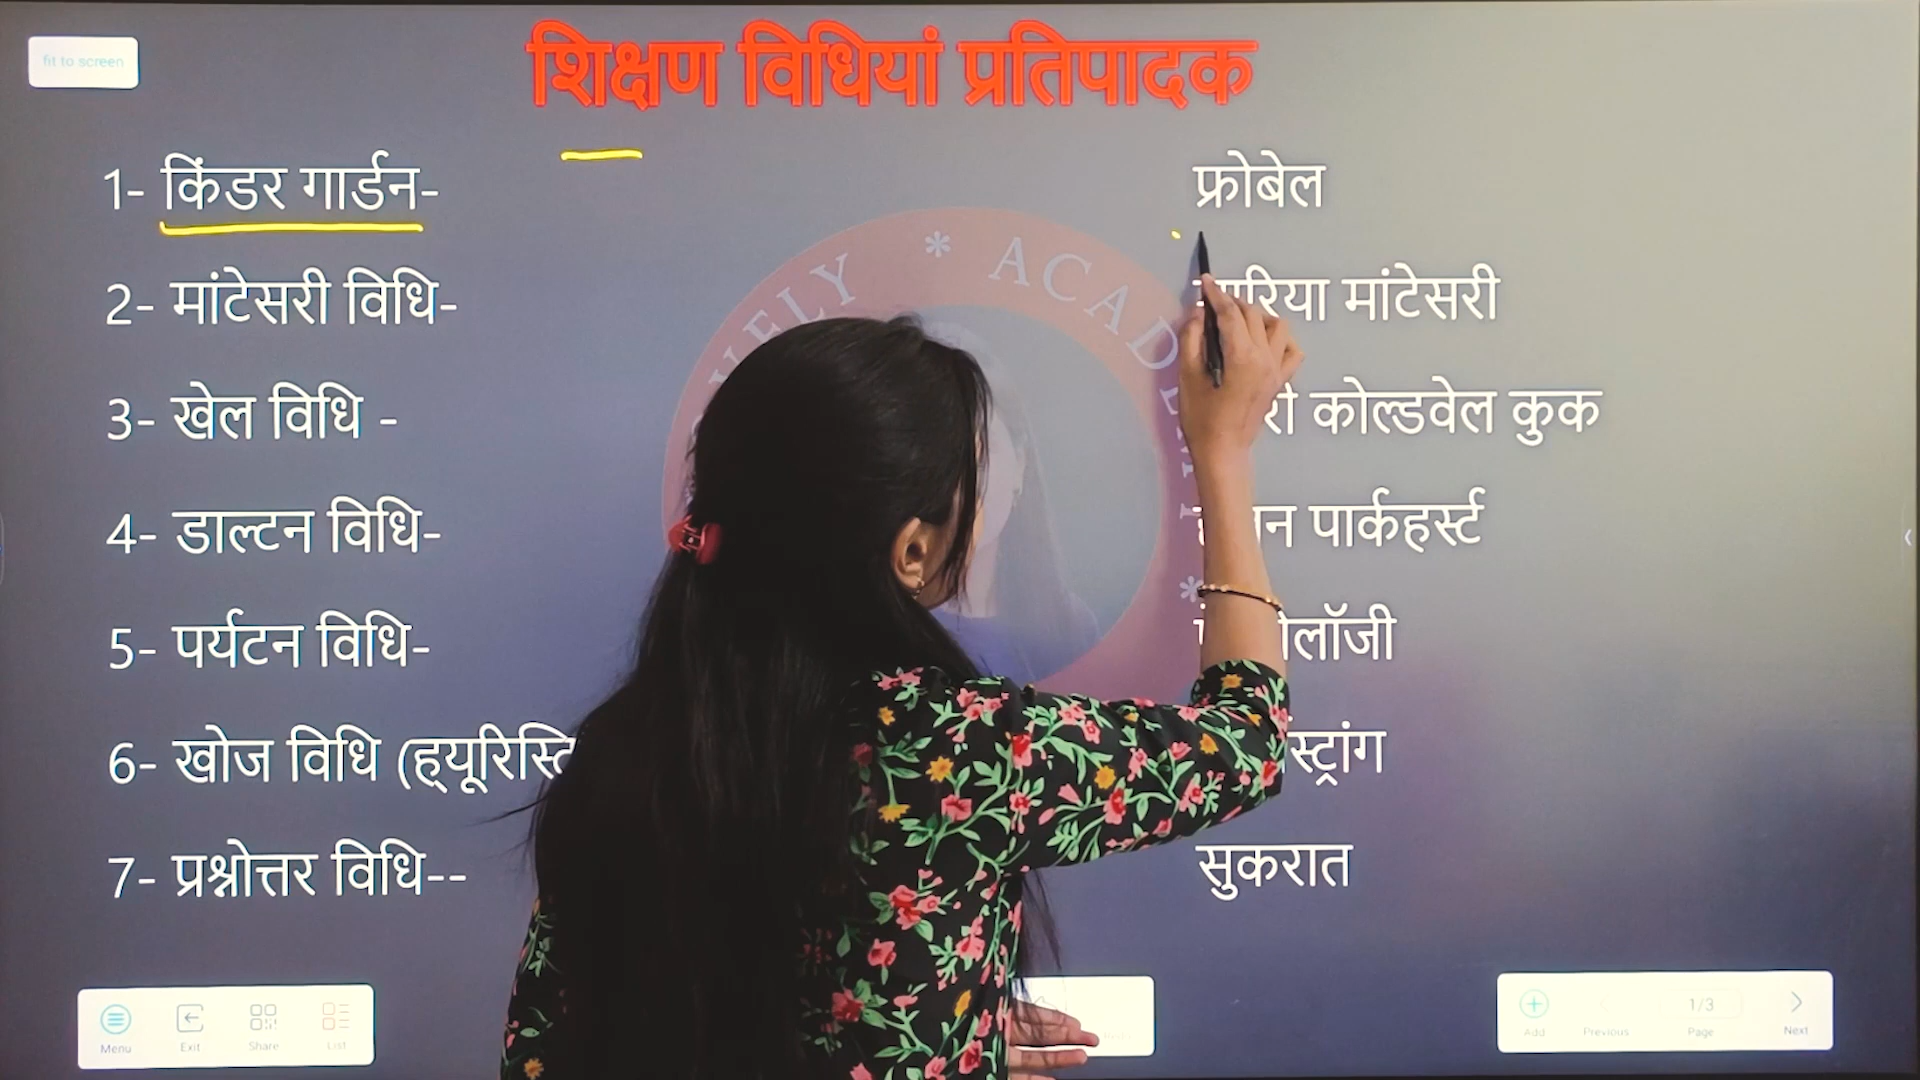 fit to screen
शिक्षण विधियां प्रतिपादक
1- किंडर गार्डन- फ्रोबेल
2- मांटेसरी विधि- मांटेसरी
3- खेल विधि - कोल्डवेल कुक
4- डाल्टन विधि- पार्कहर्स्ट
5- पर्यटन विधि-
6- खोज विधि
7- प्रश्नोत्तर विधि-- सुकरात
* ACADE
Menu Exit Share List
Add Previous 1/3 Page Next